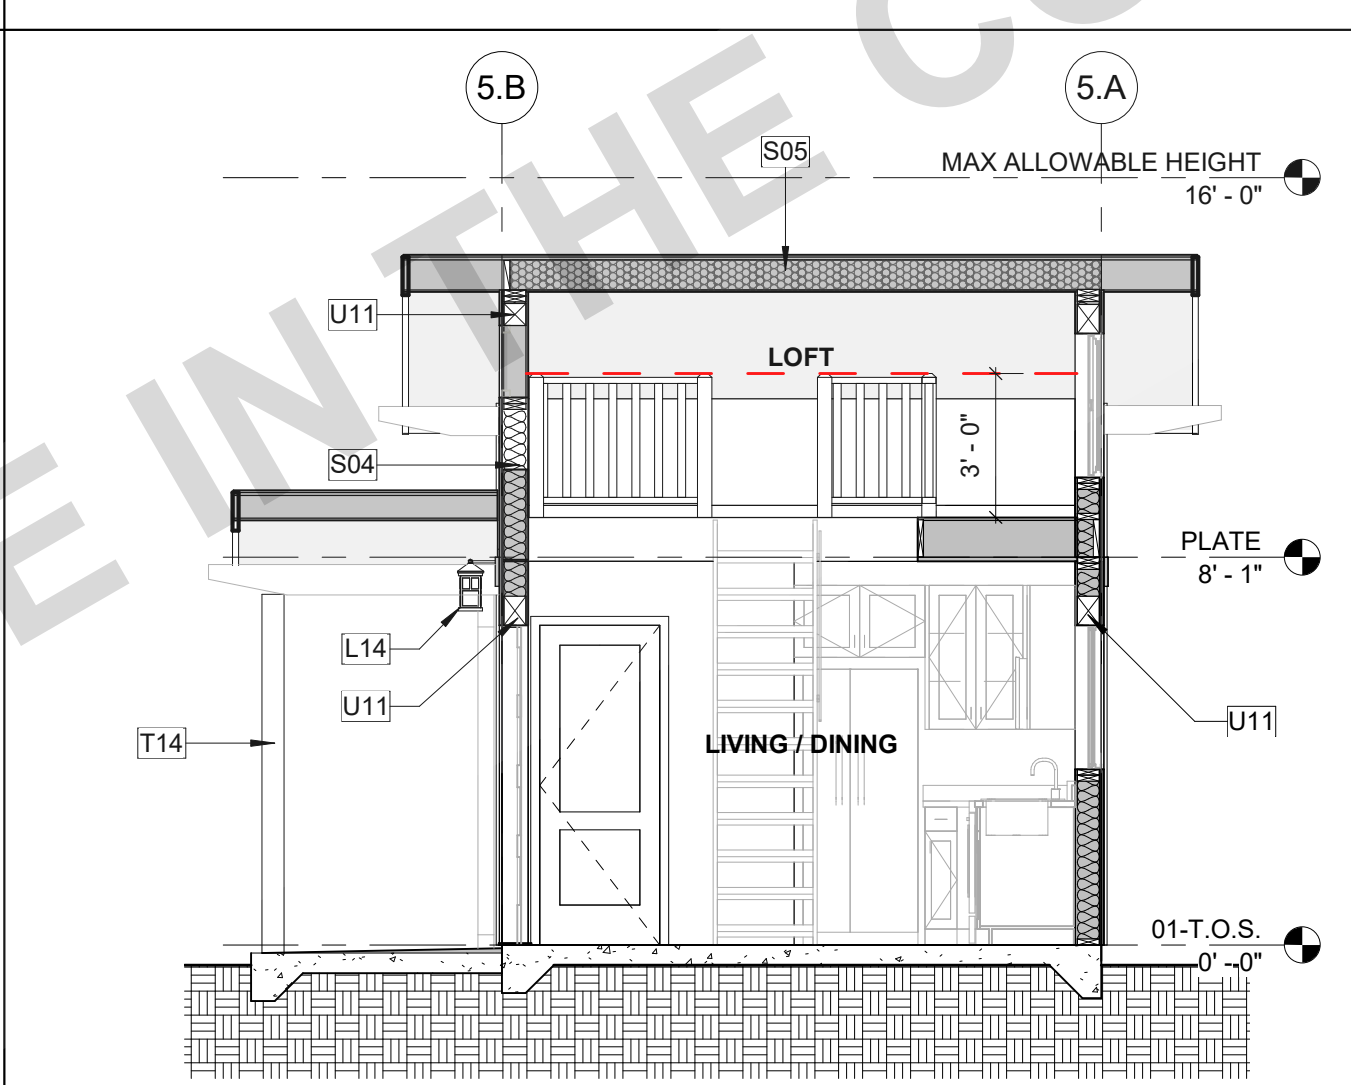 E IN THE CO
5.B
5.A
S05
MAX ALLOWABLE HEIGHT
16' - 0"
U11
LOFT
3' - 0"
S04
PLATE
8' - 1"
L14
U11
U11
T14
LIVING / DINING
01-T.O.S.
0' - 0"